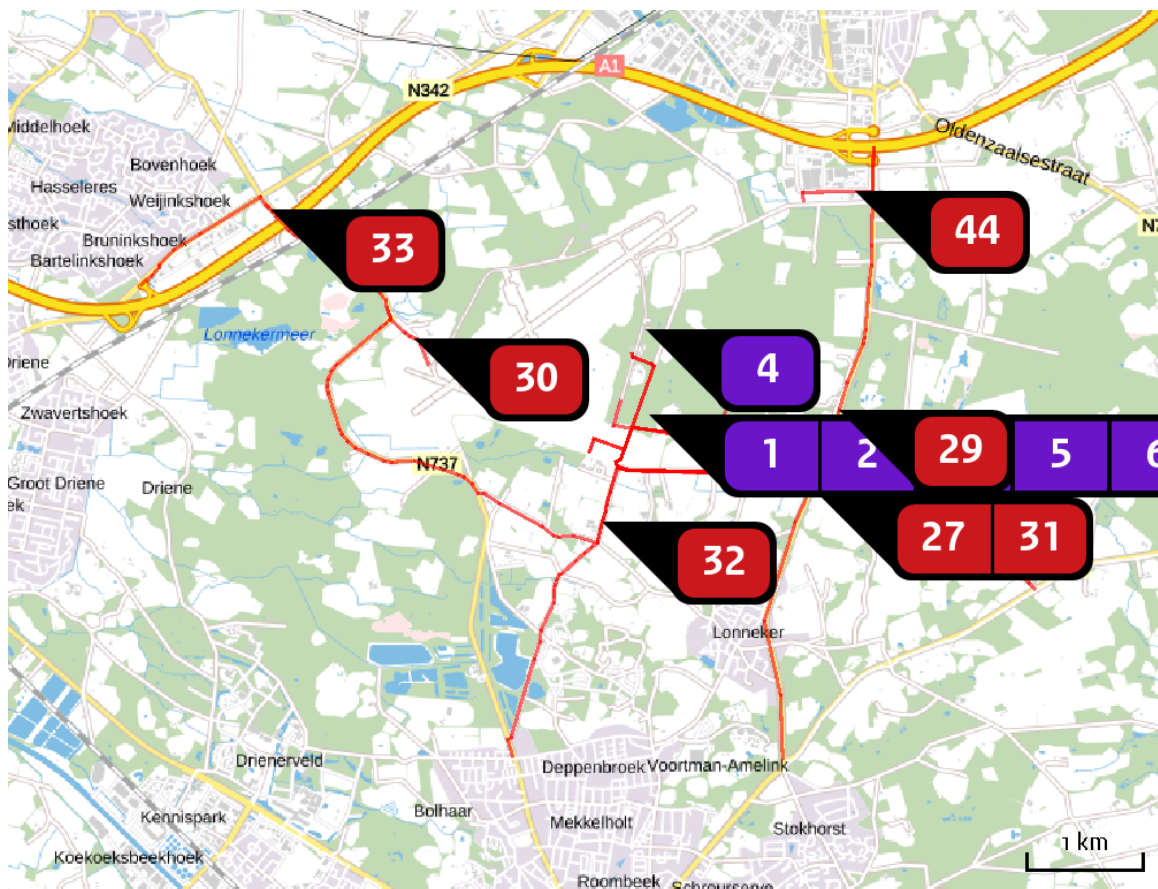 A1
N342
Middelhoek
Oldenzaalsestraat
Bovenhoek
Hasseleres
Weijinkshoek
sthoek
Bruninkshoek
Bartelinkshoek
N7
33
44
Lonnekermeer
Driene
30
4
Zwavertshoek
1 2 29 5 6
N737
Groot Driene
Driene
ek
27 31
32
Lonneker
Drienerveld
Deppenbroek
Voortman-Amelink
Bolhaar
Kennispark
Mekkelholt
Stokhorst
1 km
Koekoeksbeekhoek
Roombeek